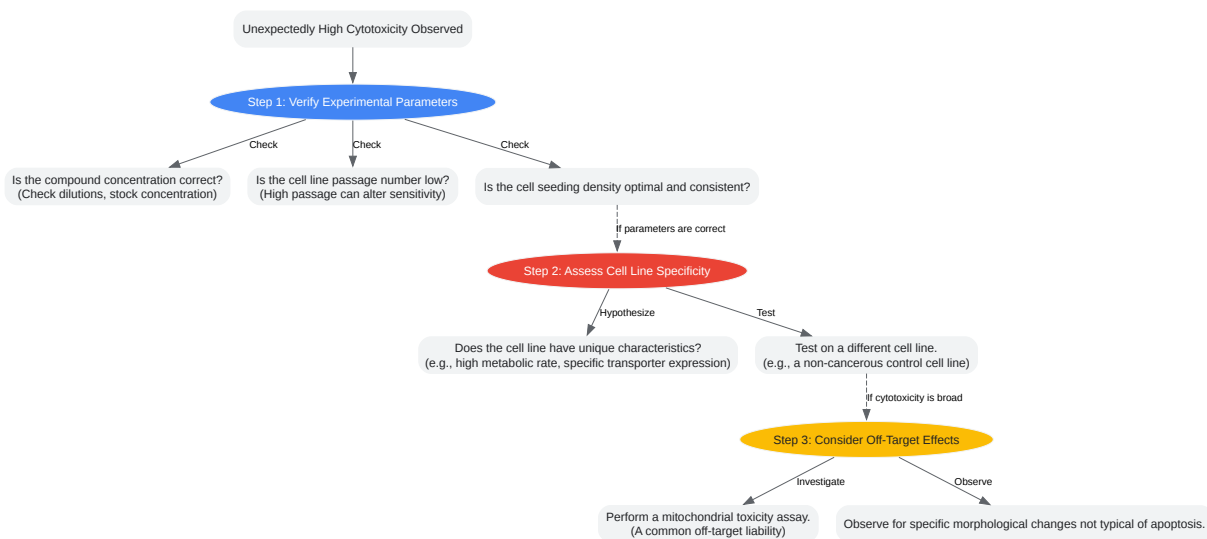 Unexpectedly High Cytotoxicity Observed
Step 1: Verify Experimental Parameters
Check
Check
Check
Is the compound concentration correct?
(Check dilutions, stock concentration)
Is the cell line passage number low?
(High passage can alter sensitivity)
Is the cell seeding density optimal and consistent?
If parameters are correct
Step 2: Assess Cell Line Specificity
Hypothesize
Test
Does the cell line have unique characteristics?
(e.g., high metabolic rate, specific transporter expression)
Test on a different cell line.
(e.g., a non-cancerous control cell line)
If cytotoxicity is broad
Step 3: Consider Off-Target Effects
Investigate
Observe
Perform a mitochondrial toxicity assay.
(A common off-target liability)
Observe for specific morphological changes not typical of apoptosis.